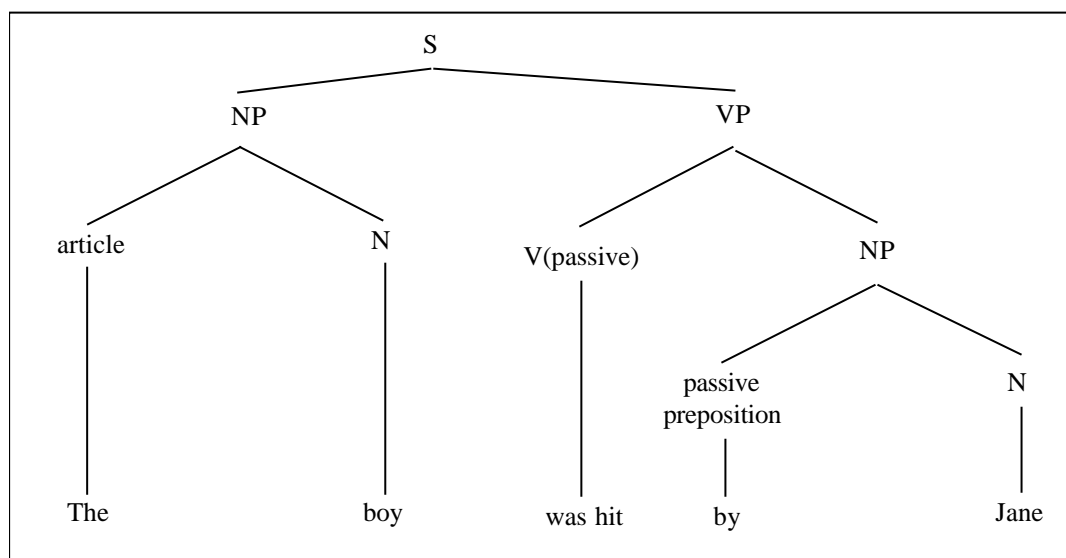 S
NP VP
article N V(passive) NP
passive
preposition N
The boy was hit by Jane